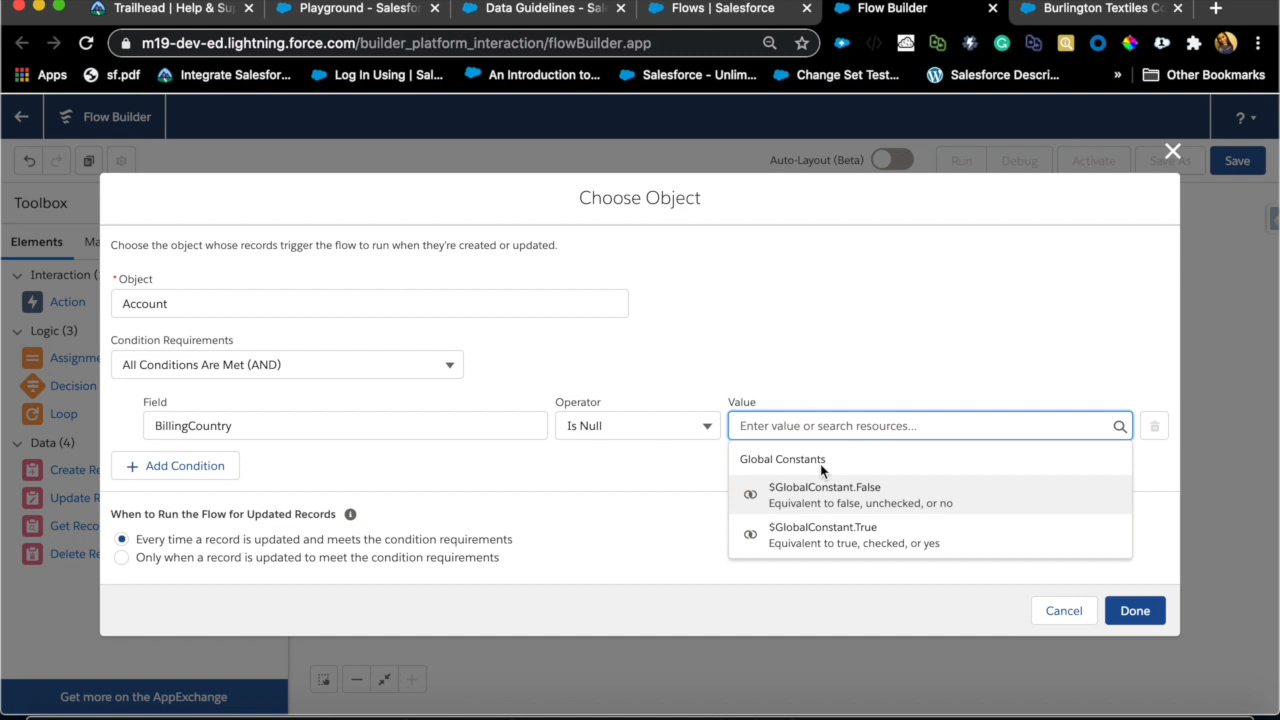 Trailhead | Help & Su
Playground - Salesfor
Data Guidelines - Sal
Flows | Salesforce
Flow Builder
Burlington Textiles Co
m19-dev-ed.lightning.force.com/builder_platform_interaction/flowBuilder.app
Apps
sf.pdf
Integrate Salesfor...
Log In Using | Sal...
An Introduction to...
Salesforce – Unlim...
Change Set Test...
Salesforce Descri...
»
Other Bookmarks
Flow Builder
?
Auto-Layout (Beta)
Run
Debug
Activate
Save As
Save
Toolbox
Elements
Ma
Choose Object
Choose the object whose records trigger the flow to run when they're created or updated.
Interaction (
Action
Logic (3)
Assignme
Decision
Loop
Data (4)
Create Re
Update R
Get Reco
Delete Re
* Object
Account
Condition Requirements
All Conditions Are Met (AND)
Field
Operator
Value
BillingCountry
Is Null
Enter value or search resources...
Global Constants
$GlobalConstant.False
Equivalent to false, unchecked, or no
$GlobalConstant.True
Equivalent to true, checked, or yes
+ Add Condition
When to Run the Flow for Updated Records
Every time a record is updated and meets the condition requirements
Only when a record is updated to meet the condition requirements
Cancel
Done
Get more on the AppExchange